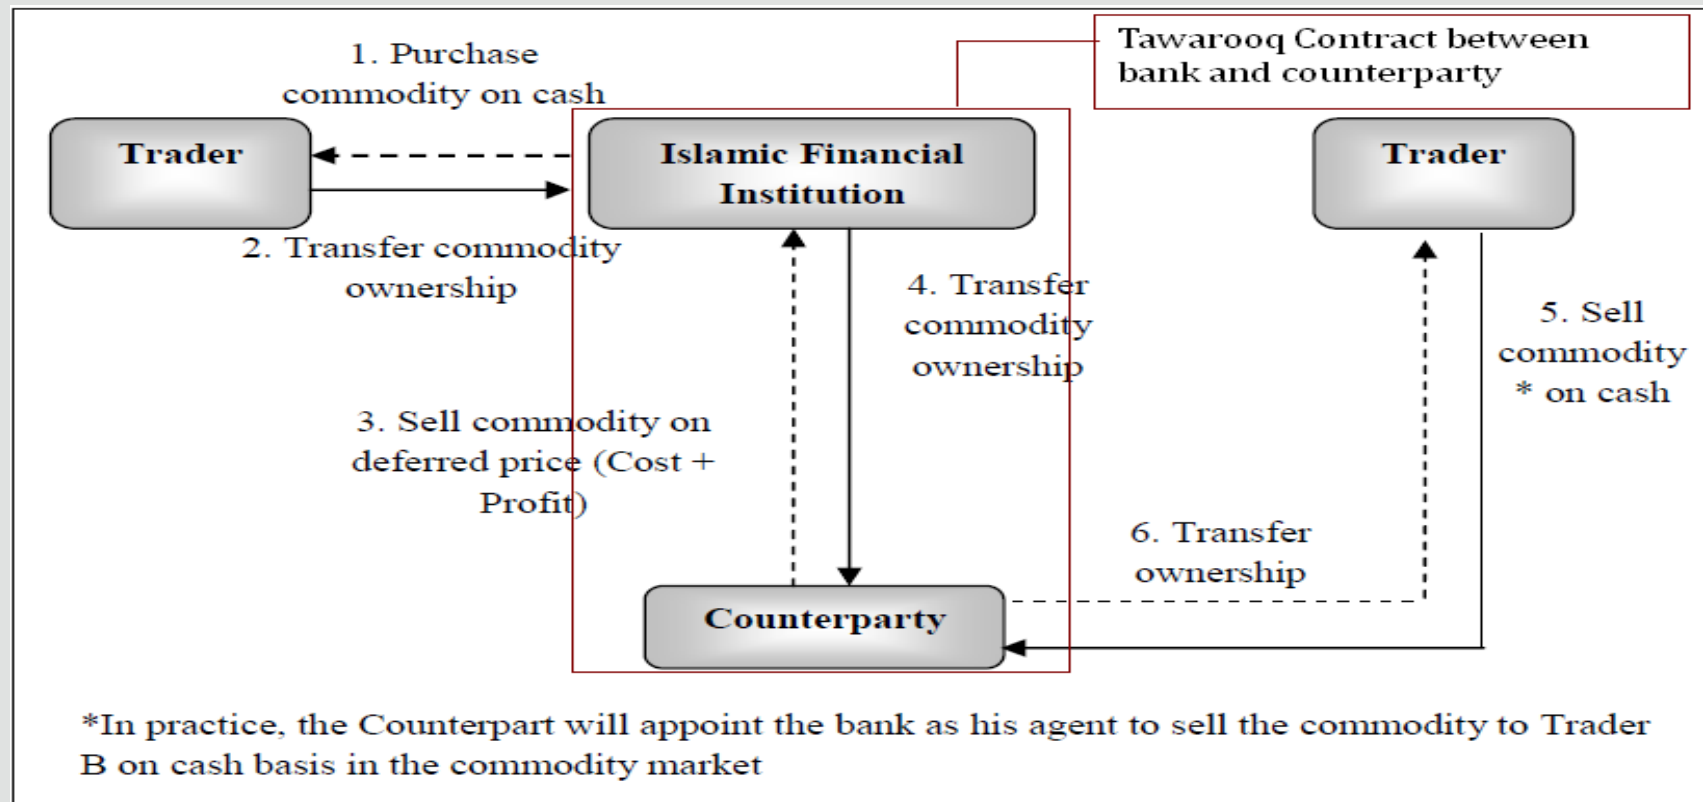 Tawarooq Contract between
bank and counterparty
1. Purchase
commodity on cash
Trader
Islamic Financial
Institution
Trader
2. Transfer commodity
ownership
4. Transfer
commodity
ownership
5. Sell
commodity
* on cash
3. Sell commodity on
deferred price (Cost +
Profit)
6. Transfer
ownership
Counterparty
*In practice, the Counterpart will appoint the bank as his agent to sell the commodity to Trader
B on cash basis in the commodity market